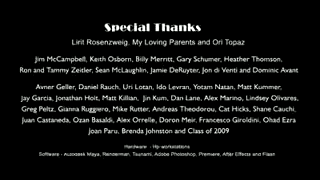 Special Thanks
Lirit Rosenzweig, My Loving Parents and Ori Topaz
Jim McCampbell, Keith Osborn, Billy Merritt, Gary Schumer, Heather Thomson,
Ron and Tammy Zeitler, Sean McLaughlin, Jamie DeRuyter, Jon di Venti and Dominic Avant
Avner Geller, Daniel Rauch, Uri Lotan, Ido Levran, Yotam Natan, Matt Kummer,
Jay Garcia, Jonathan Holt, Matt Killian, Jin Kum, Dan Lane, Alex Marino, Lindsey Olivares,
Greg Peltz, Gianna Ruggiero, Mike Rutter, Andreas Theodorou, Cat Hicks, Shane Cauchi,
Juan Castaneda, Ozan Basaldi, Alex Orrelle, Doron Meir, Francesco Giroldini, Ohad Ezra
Joan Paru, Brenda Johnston and Class of 2009
Hardware - Hp workstations
Software - Autodesk Maya, Renderman, Tsunami, Adobe Photoshop, Premiere, After Effects and Flash